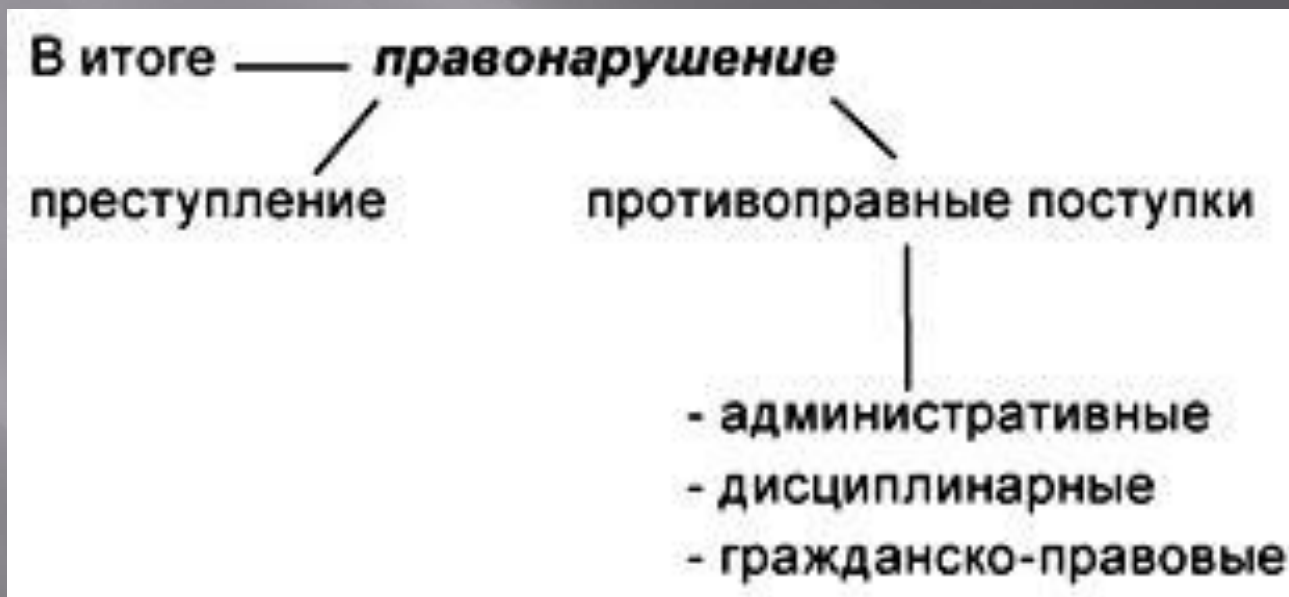 В итоге правонарушение
преступление противоправные поступки
- административные
- дисциплинарные
- гражданско-правовые